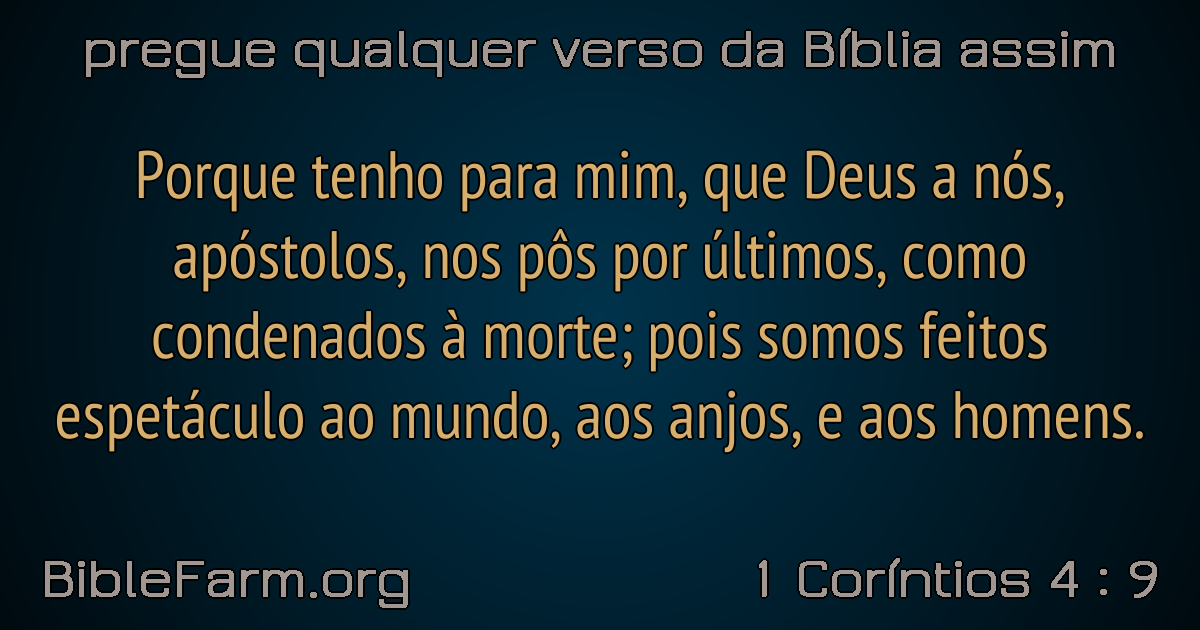 pregue qualquer verso da Bíblia assim
Porque tenho para mim, que Deus a nós,
apóstolos, nos pôs por últimos, como
condenados à morte; pois somos feitos
espetáculo ao mundo, aos anjos, e aos homens.
BibleFarm.org
1 Coríntios 4 : 9